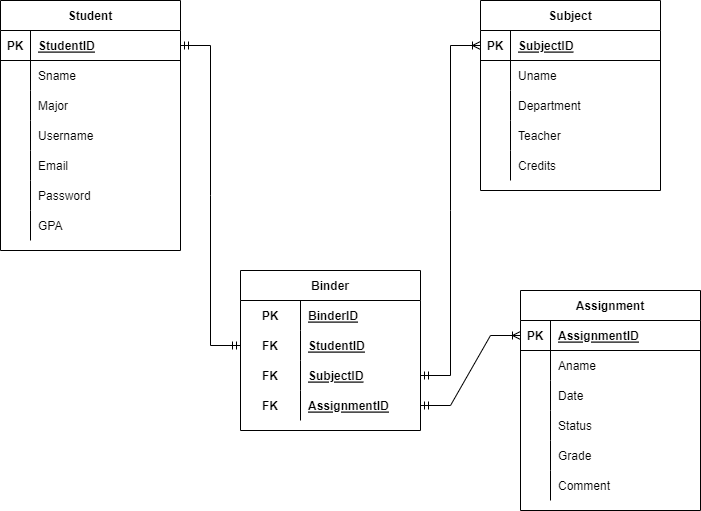 Student
PK StudentID
Sname
Major
Username
Email
Password
GPA
Subject
PK SubjectID
Uname
Department
Teacher
Credits
Binder
PK BinderID
FK StudentID
FK SubjectID
FK AssignmentID
Assignment
PK AssignmentID
Aname
Date
Status
Grade
Comment